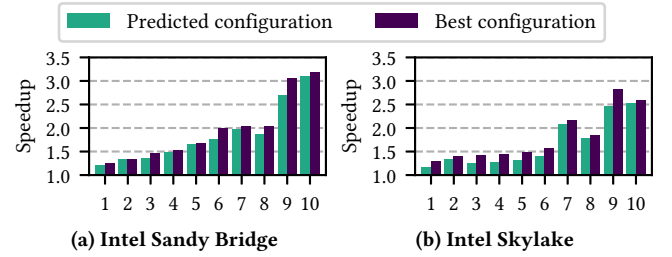 Predicted configuration Best configuration
Speedup
3.5
3.0
2.5
2.0
1.5
1.0
1 2 3 4 5 6 7 8 9 10
(a) Intel Sandy Bridge
Speedup
3.5
3.0
2.5
2.0
1.5
1.0
1 2 3 4 5 6 7 8 9 10
(b) Intel Skylake